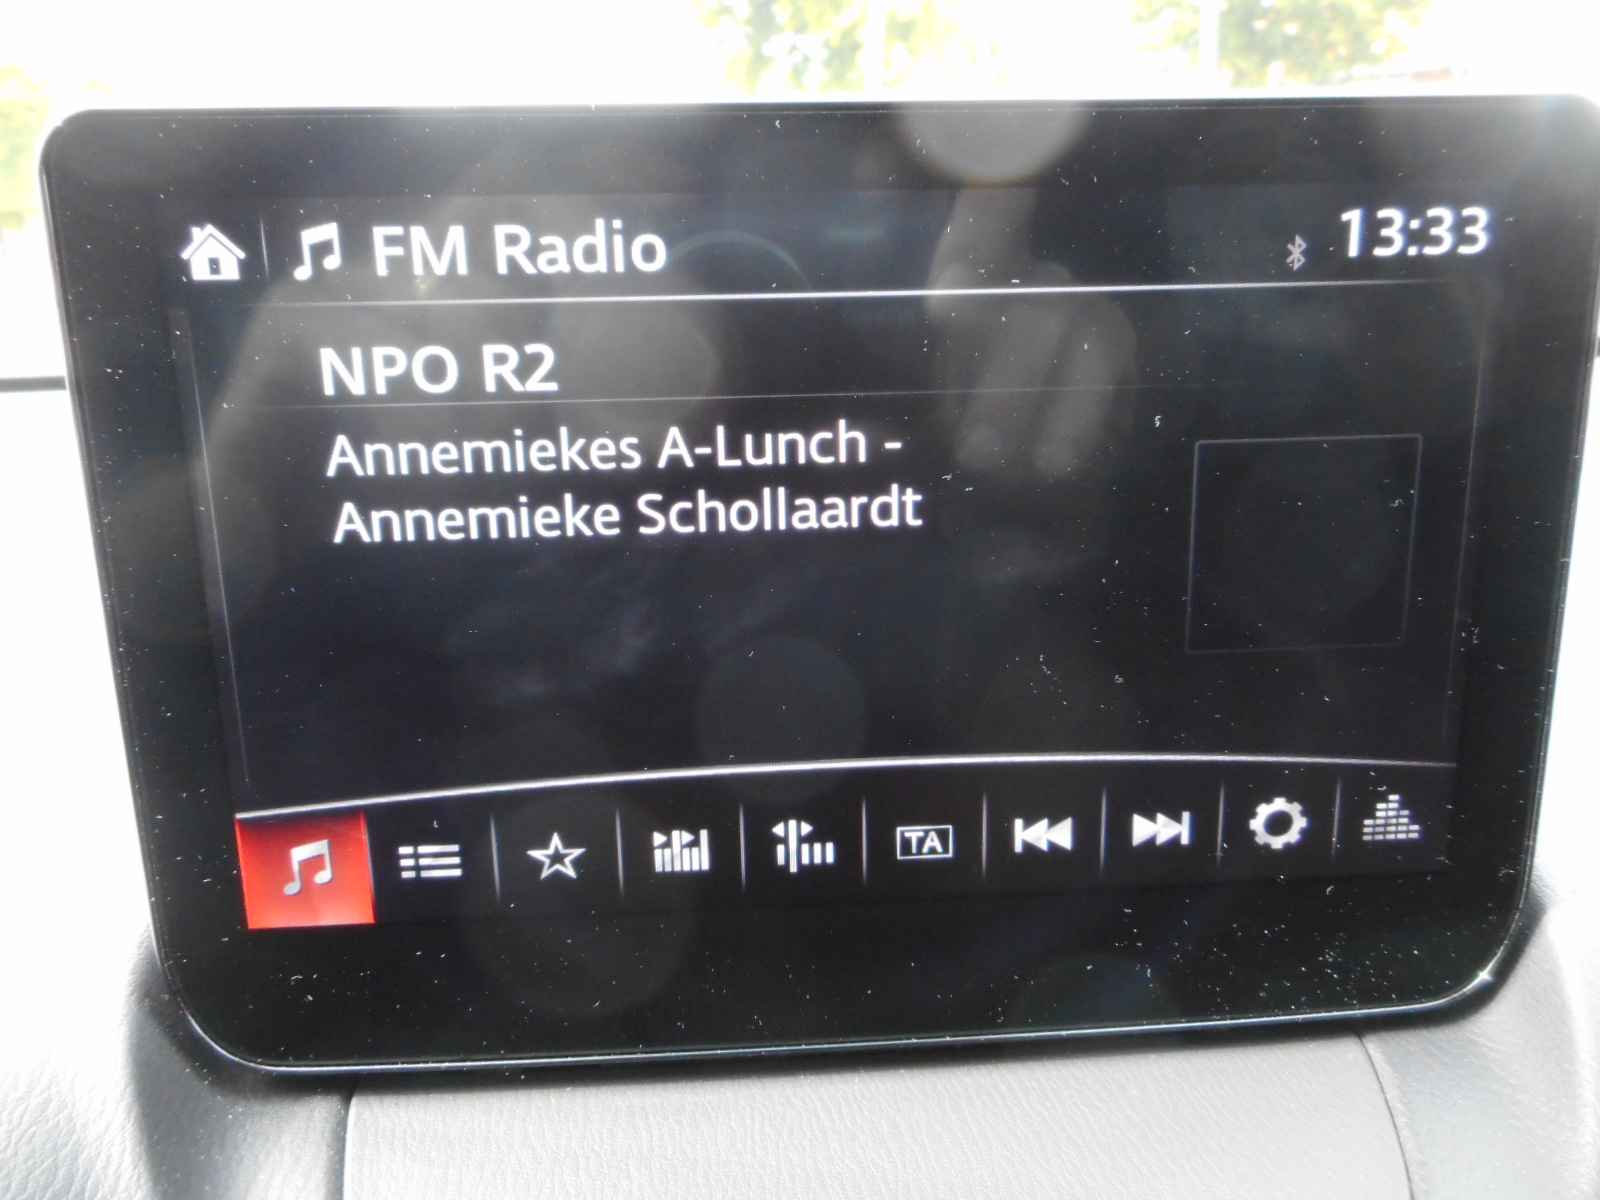 FM Radio
13:33
NPO R2
Annemiekes A-Lunch -
Annemieke Schollaardt
TA